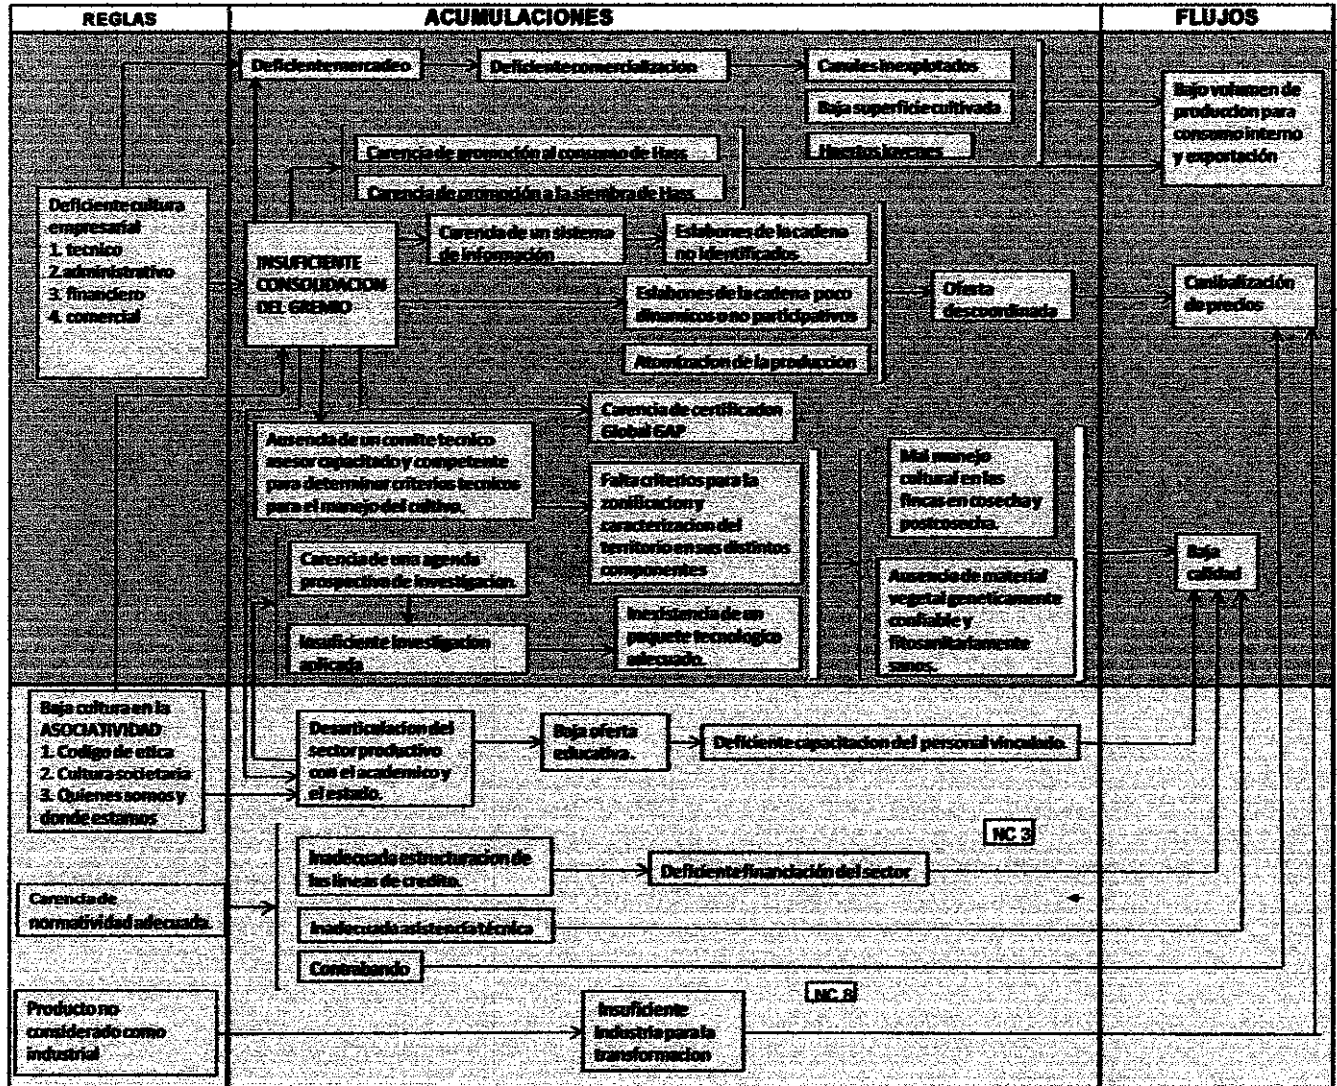 REGLAS
ACUMULACIONES
FLUJOS
Deficiente mercadeo
Deficiente comercializacion
Canales inexplotados
Baja superficie cultivada
Huertos jovenes
Bajo volumen de
produccion para
consumo interno
y exportación
Carencia de promoción al consumo de Hass
Carencia de promoción a la siembra de Hass
Deficiente cultura
empresarial
1. tecnico
2.administrativo
3. financiero
4. comercial
INSUFICIENTE
CONSOLIDACION
DEL GREMIO
Carencia de un sistema
de información
Eslabones de la cadena
no identificados
Eslabones de la cadena poco
dinamicos o no participativos
Atomizacion de la producción
Oferta
descoordinada
Canibalización
de precios
Carencia de certificacion
Global GAP
Ausencia de un comite tecnico
asesor capacitado y competente
para determinar criterios tecnicos
para el manejo del cultivo.
Falta criterios para la
zonificacion y
caracterizacion del
territorio en sus distintos
componentes
Mal manejo
cultural en las
fincas en cosecha y
postcosecha.
Carencia de una agenda
prospectiva de investigacion.
Insuficiente investigacion
aplicada
Inexistencia de un
paquete tecnologico
adecuado.
Ausencia de material
vegetal geneticamente
confiable y
fitosanitariamente
sanos.
Baja
calidad
Baja cultura en la
ASOCIATIVIDAD
1. Codigo de etica
2. Cultura societaria
3. Quienes somos y
donde estamos
Desarticulacion del
sector productivo
con el academico y
el estado.
Baja oferta
educativa.
Deficiente capacitacion del personal vinculado.
NC 3
Carencia de
normatividad adecuada.
Inadecuada estructuracion de
las lineas de credito.
Deficiente financiación del sector
Inadecuada asistencia técnica
Contrabando
NC 8
Producto no
considerado como
industrial
Insuficiente
industria para la
transformacion